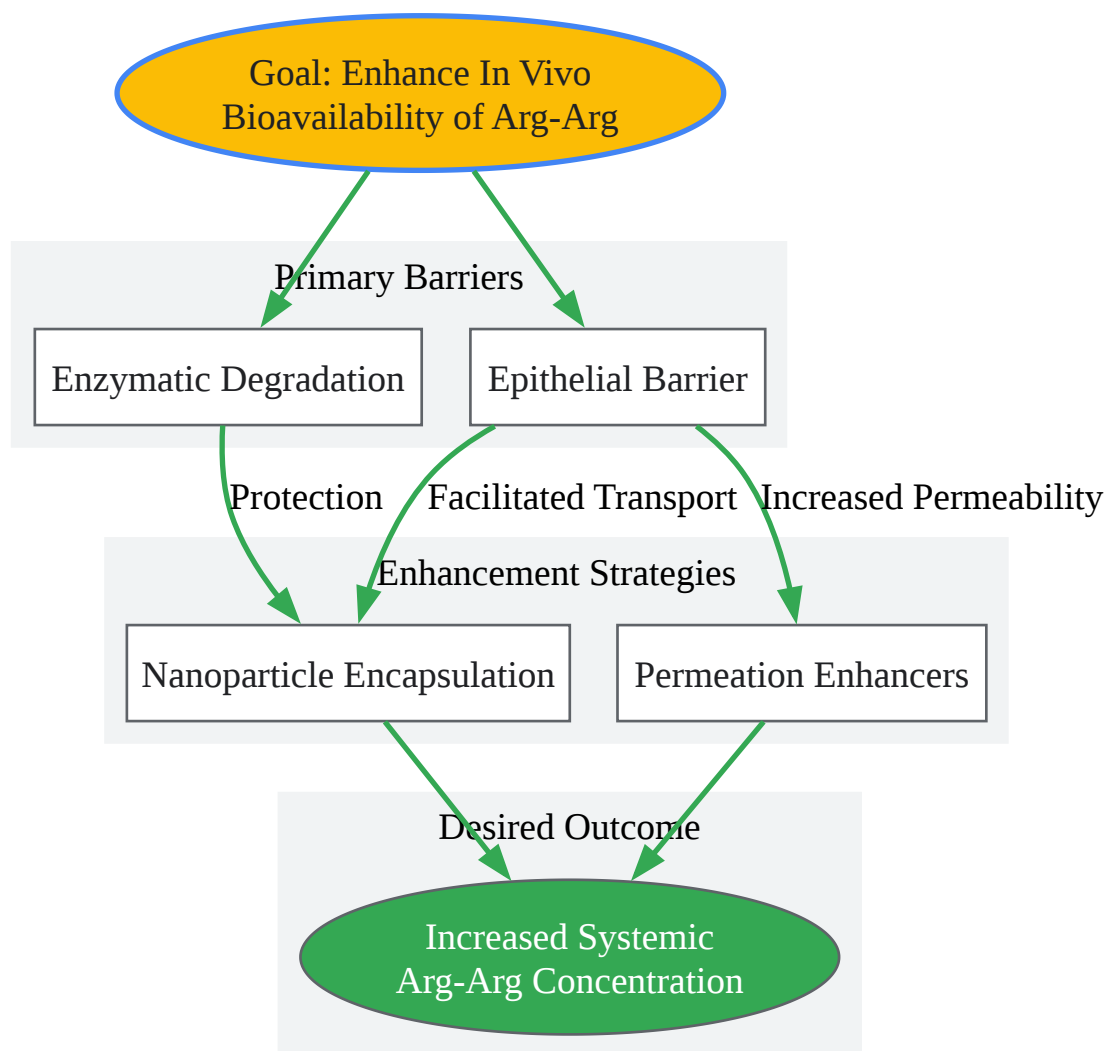 Goal: Enhance In Vivo
Bioavailability of Arg-Arg
Primary Barriers
Enzymatic Degradation
Epithelial Barrier
Protection
Facilitated Transport
Increased Permeability
Enhancement Strategies
Nanoparticle Encapsulation
Permeation Enhancers
Desired Outcome
Increased Systemic
Arg-Arg Concentration